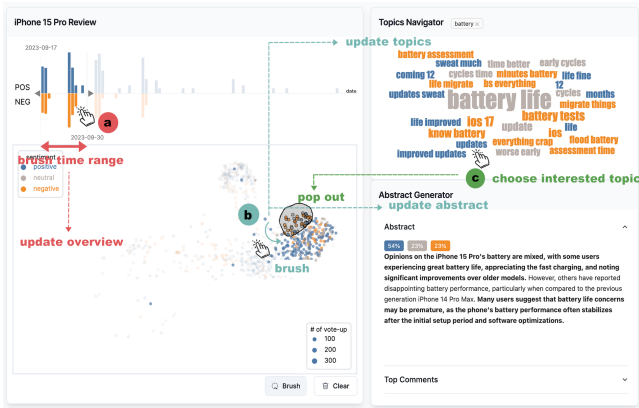 iPhone 15 Pro Review
2023-09-17
POS
NEG
date
a
2023-09-30
brush time range
sentiment
positive
neutral
negative
update overview
update topics
pop out
b
brush
# of vote-up
100
200
300
Brush
Clear
Topics Navigator
battery ×
battery assessment
sweat much time better early cycles
coming 12 cycles time minutes battery life fine
life migrate bs everything 12
updates sweat battery life cycles months
migrate things
life improved ios 17 battery tests
know battery update ios life
updates everything crap flood battery
improved updates worse early assessment time
c choose interested topic
update abstract
Abstract Generator
Abstract
54% 23% 23%
Opinions on the iPhone 15 Pro's battery are mixed, with some users
experiencing great battery life, appreciating the fast charging, and noting
significant improvements over older models. However, others have reported
disappointing battery performance, particularly when compared to the previous
generation iPhone 14 Pro Max. Many users suggest that battery life concerns
may be premature, as the phone's battery performance often stabilizes
after the initial setup period and software optimizations.
Top Comments